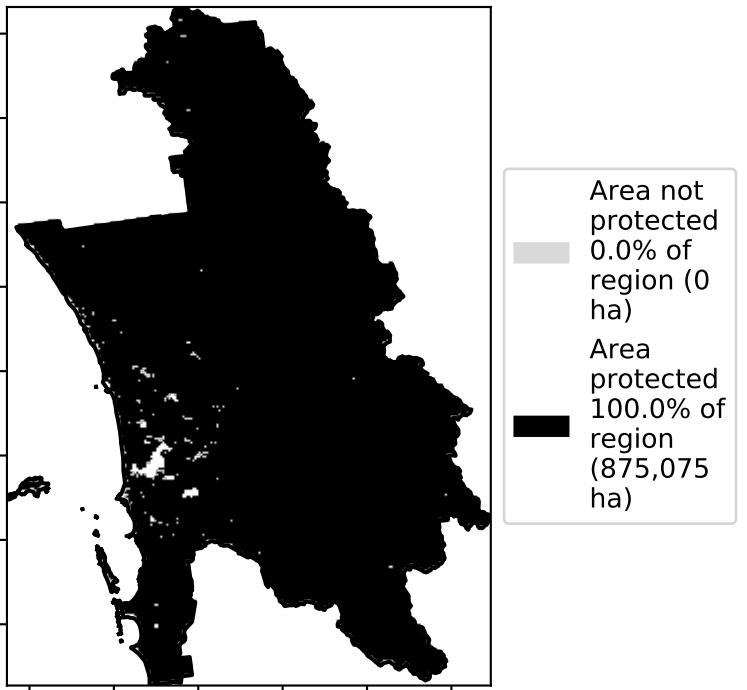 Area not
protected
0.0% of
region (0
ha)
Area
protected
100.0% of
region
(875,075
ha)